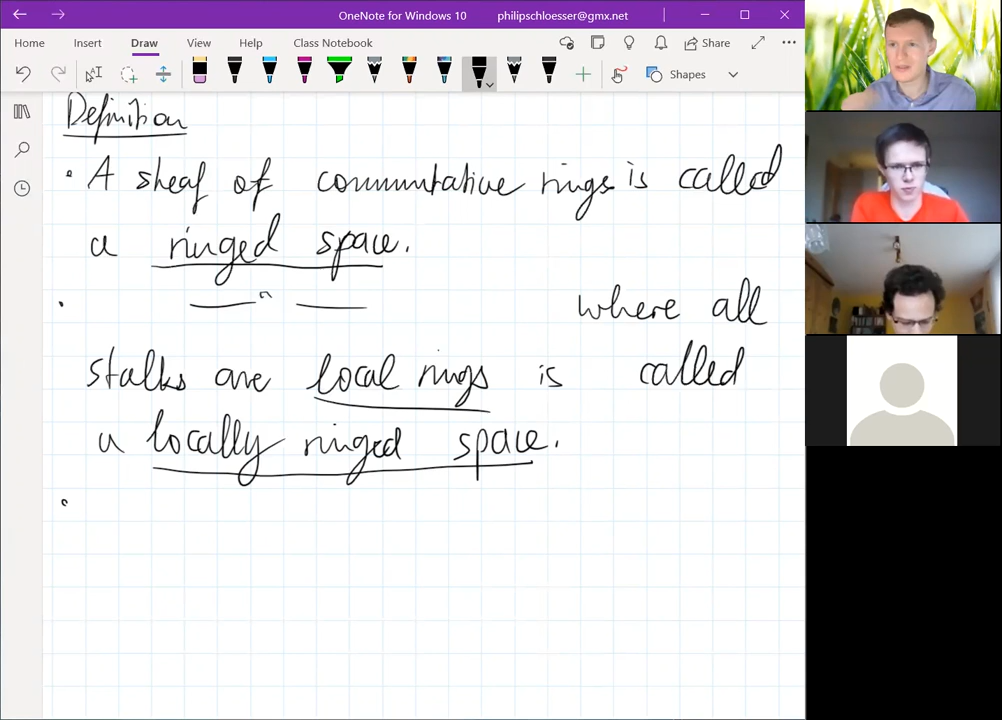 OneNote for Windows 10
philipschloesser@gmx.net
Home Insert Draw View Help Class Notebook Share
Shapes
Definition
• A sheaf of commutative rings is called
a ringed space.
• —"— where all
stalks are local rings is called
a locally ringed space.
•